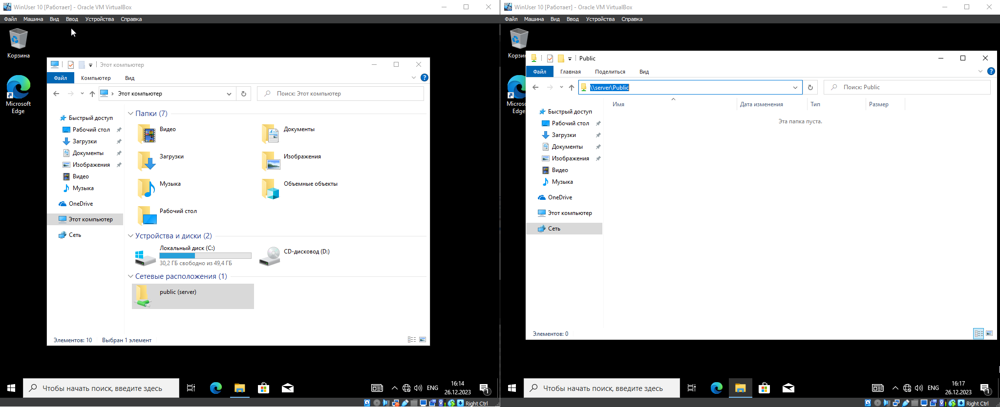 WinUser 10 [Работает] - Oracle VM VirtualBox
Файл Машина Вид Ввод Устройства Справка
Корзина
Microsoft
Edge
Этот компьютер
Файл Компьютер Вид
Этот компьютер
Поиск: Этот компьютер
Быстрый доступ
Рабочий стол
Загрузки
Документы
Изображения
Видео
Музыка
OneDrive
Этот компьютер
Сеть
Папки (7)
Видео
Документы
Загрузки
Изображения
Музыка
Объемные объекты
Рабочий стол
Устройства и диски (2)
Локальный диск (C:)
30,2 ГБ свободно из 49,4 ГБ
CD-дисковод (D:)
Сетевые расположения (1)
public (server)
Элементов: 10 Выбран 1 элемент
Чтобы начать поиск, введите здесь
ENG
16:14
26.12.2023
1
Right Ctrl
WinUser 10 [Работает] - Oracle VM VirtualBox
Файл Машина Вид Ввод Устройства Справка
Корзин
Micros
Edge
Public
Файл Главная Поделиться Вид
\\server\Public
Поиск: Public
Быстрый доступ
Рабочий стол
Загрузки
Документы
Изображения
Видео
Музыка
OneDrive
Этот компьютер
Сеть
Имя Дата изменения Тип Размер
Эта папка пуста.
Элементов: 0
Чтобы начать поиск, введите здесь
ENG
16:17
26.12.2023
1
Right Ctrl